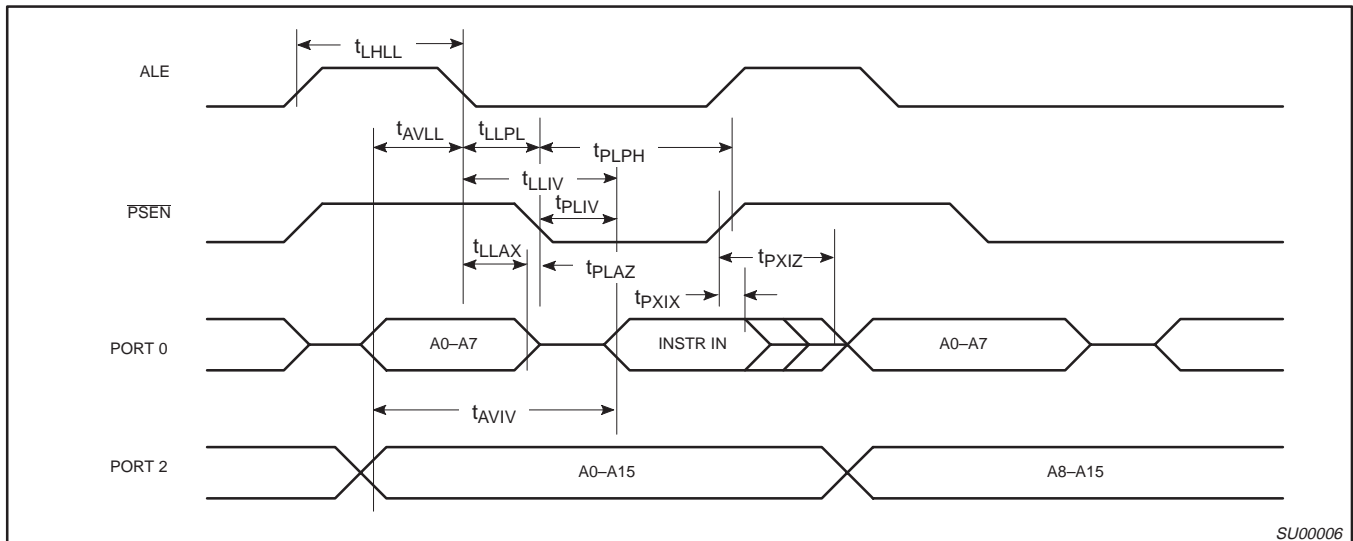 tLHLL
ALE
tAVLL tLLPL
tPLPH
tLLIV
PSEN
tPLIV
tLLAX
tPLAZ
tPXIZ
tPXIX
PORT 0 A0–A7 INSTR IN A0–A7
tAVIV
PORT 2 A0–A15 A8–A15
SU00006